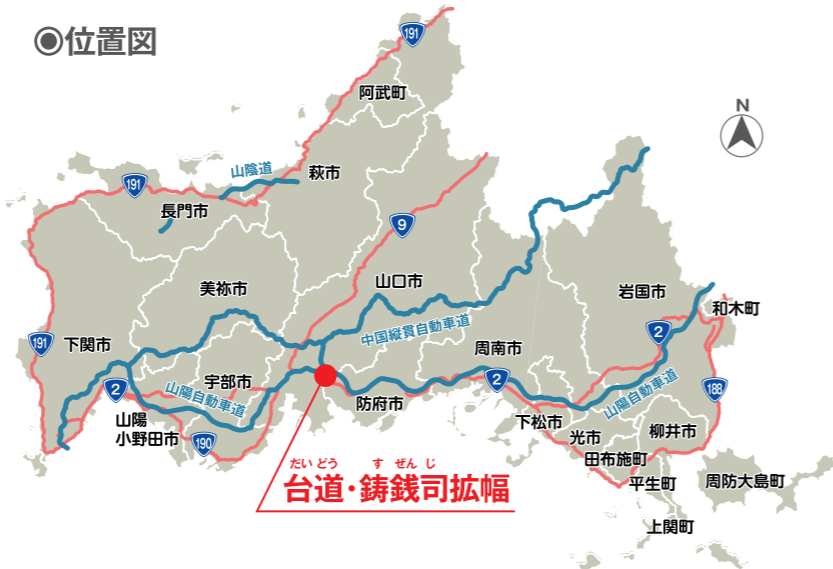 ◉位置図
191
阿武町
N
山陰道
萩市
191
長門市
9
美祢市
山口市
岩国市
和木町
中国縦貫自動車道
2
191
下関市
周南市
宇部市
2
山陽自動車道
2
山陽自動車道
188
防府市
山陽
小野田市
190
下松市
光市
柳井市
田布施町
平生町
周防大島町
上関町
だいどう すぜんじ
台道・鋳銭司拡幅